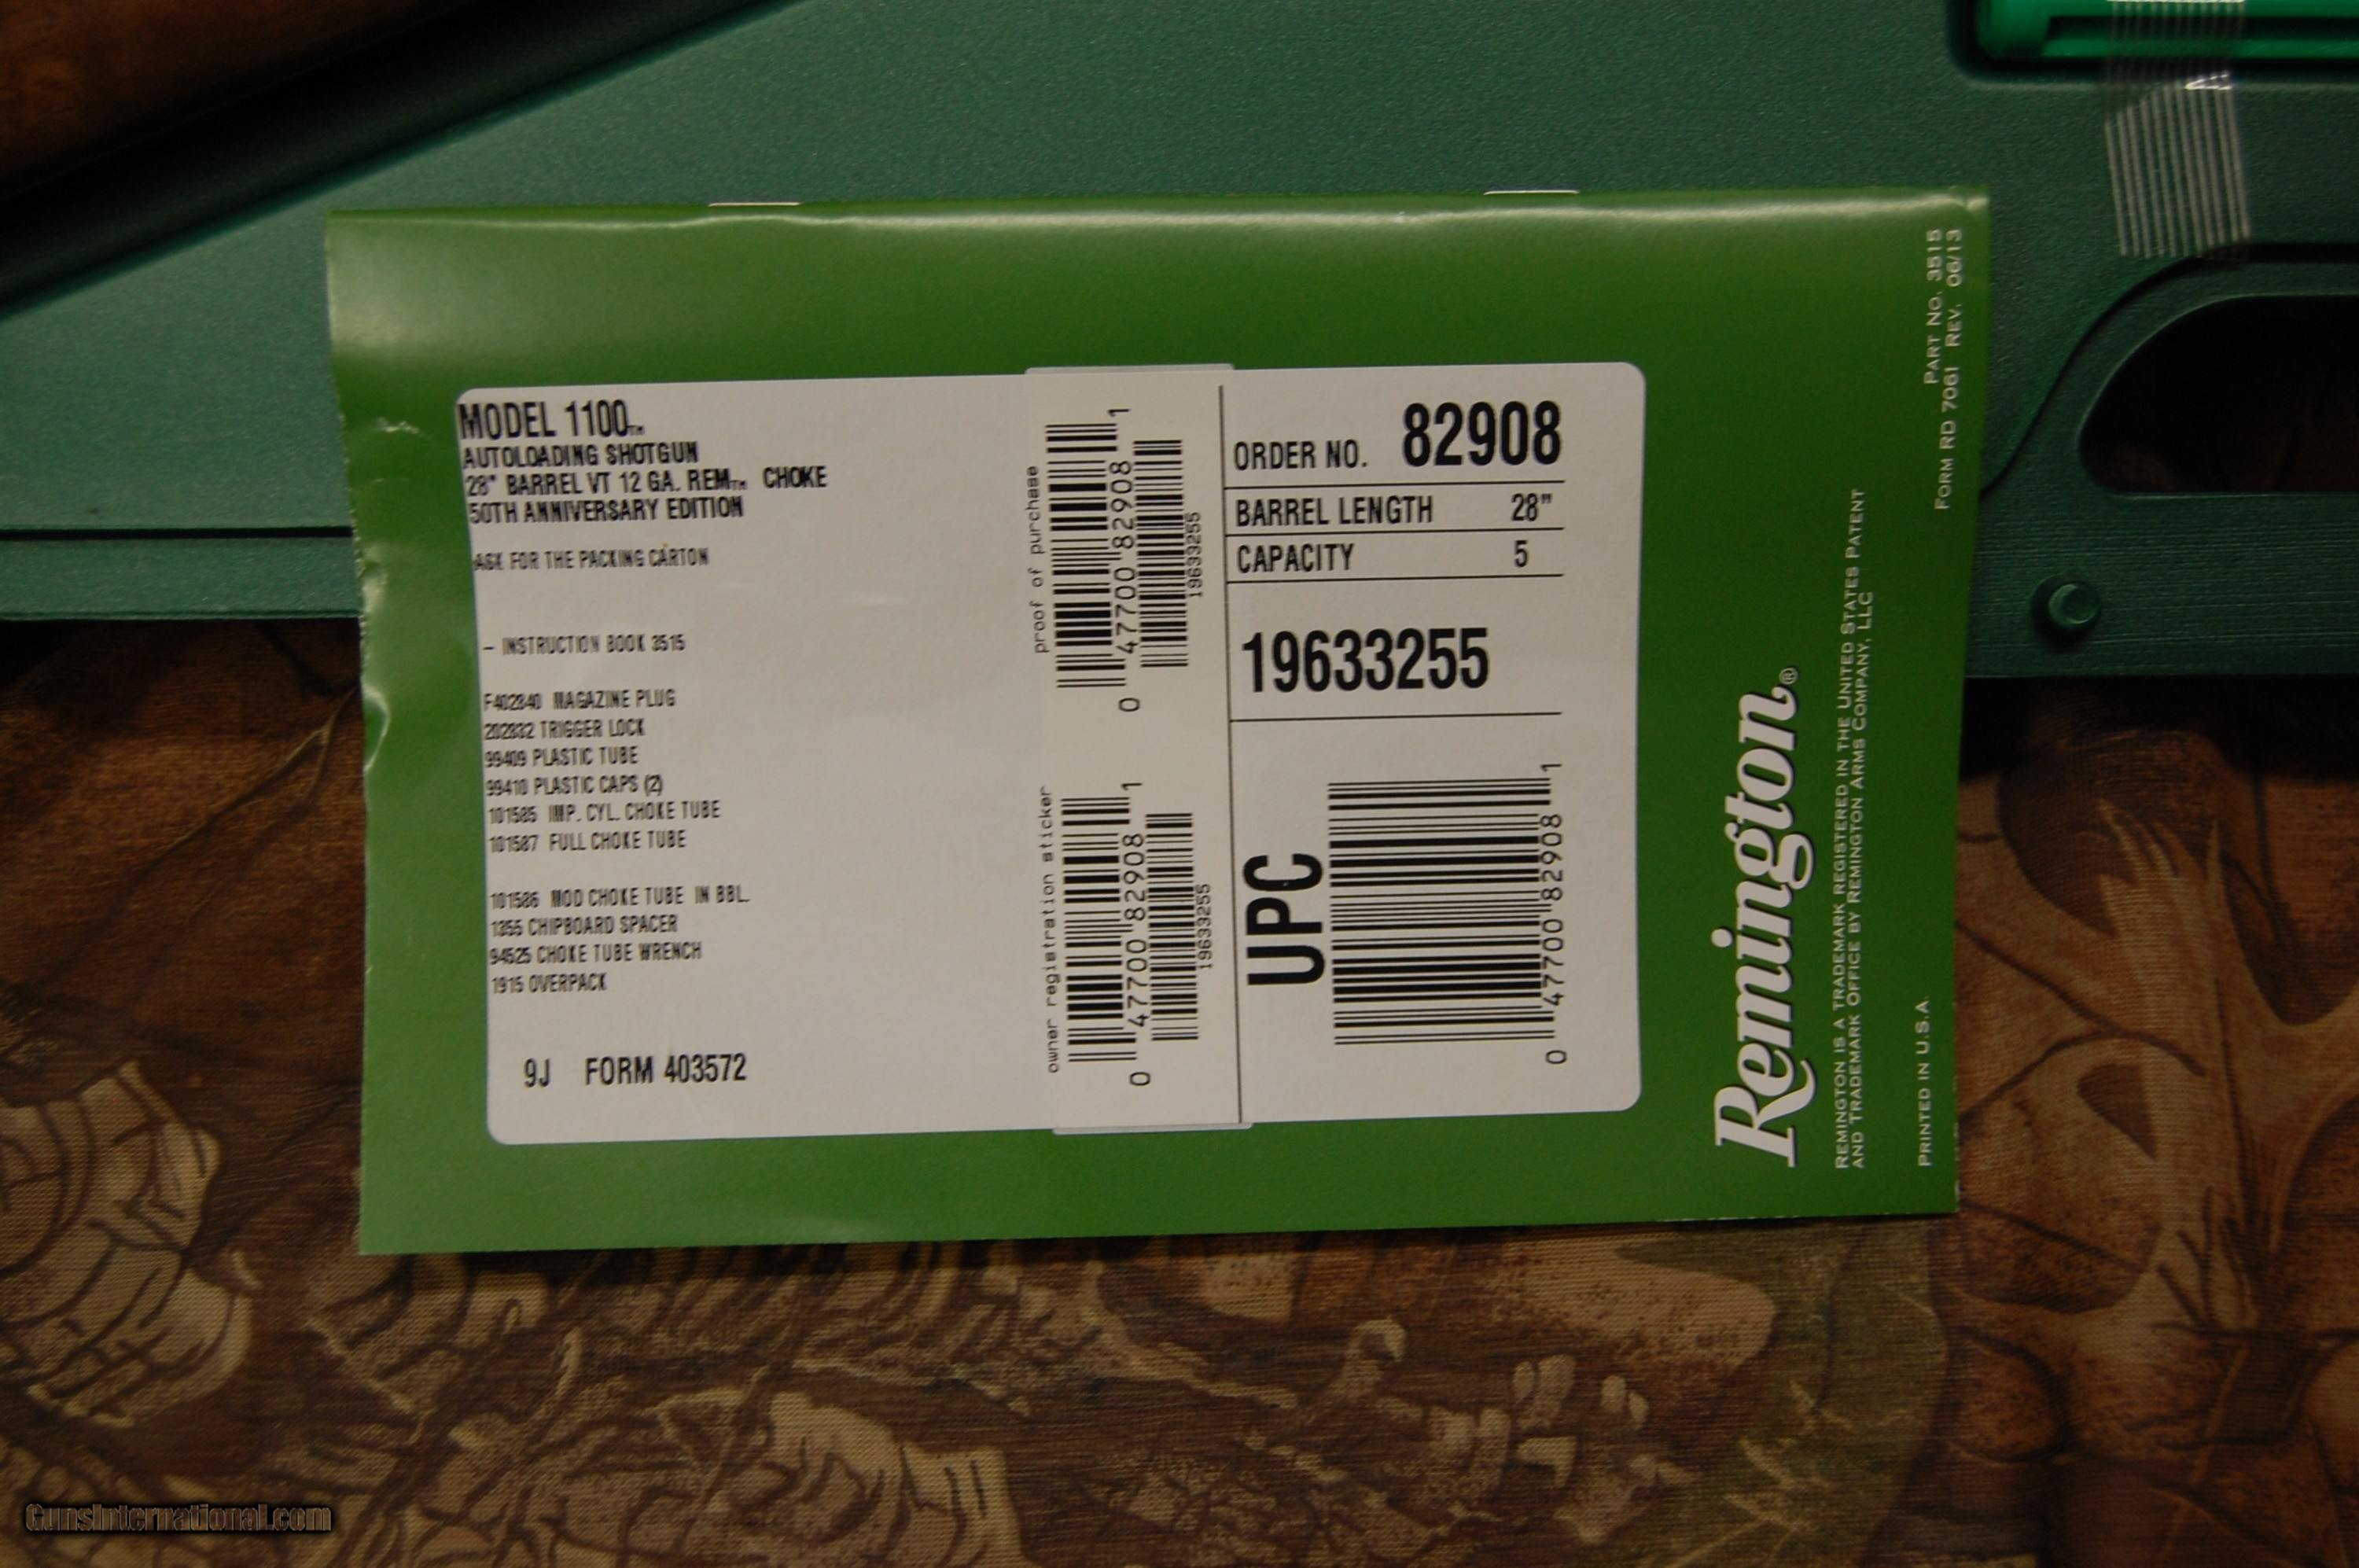 MODEL 1100™
AUTOLOADING SHOTGUN
28" BARREL VT 12 GA. REM™ CHOKE
50TH ANNIVERSARY EDITION
ASK FOR THE PACKING CARTON
– INSTRUCTION BOOK 3515
F402840 MAGAZINE PLUG
202832 TRIGGER LOCK
99409 PLASTIC TUBE
99410 PLASTIC CAPS (2)
101585 IMP. CYL. CHOKE TUBE
101587 FULL CHOKE TUBE
101586 MOD CHOKE TUBE IN BBL.
1355 CHIPBOARD SPACER
94525 CHOKE TUBE WRENCH
1915 OVERPACK
9J FORM 403572
proof of purchase
0 47700 82908 1
19633255
owner registration sticker
0 47700 82908 1
19633255
ORDER NO. 82908
BARREL LENGTH 28"
CAPACITY 5
19633255
UPC
0 47700 82908 1
Remington®
REMINGTON IS A TRADEMARK REGISTERED IN THE UNITED STATES PATENT
AND TRADEMARK OFFICE BY REMINGTON ARMS COMPANY, LLC
PRINTED IN U.S.A.
PART NO. 3515
FORM RD 7061 REV. 06/13
GunsInternational.com